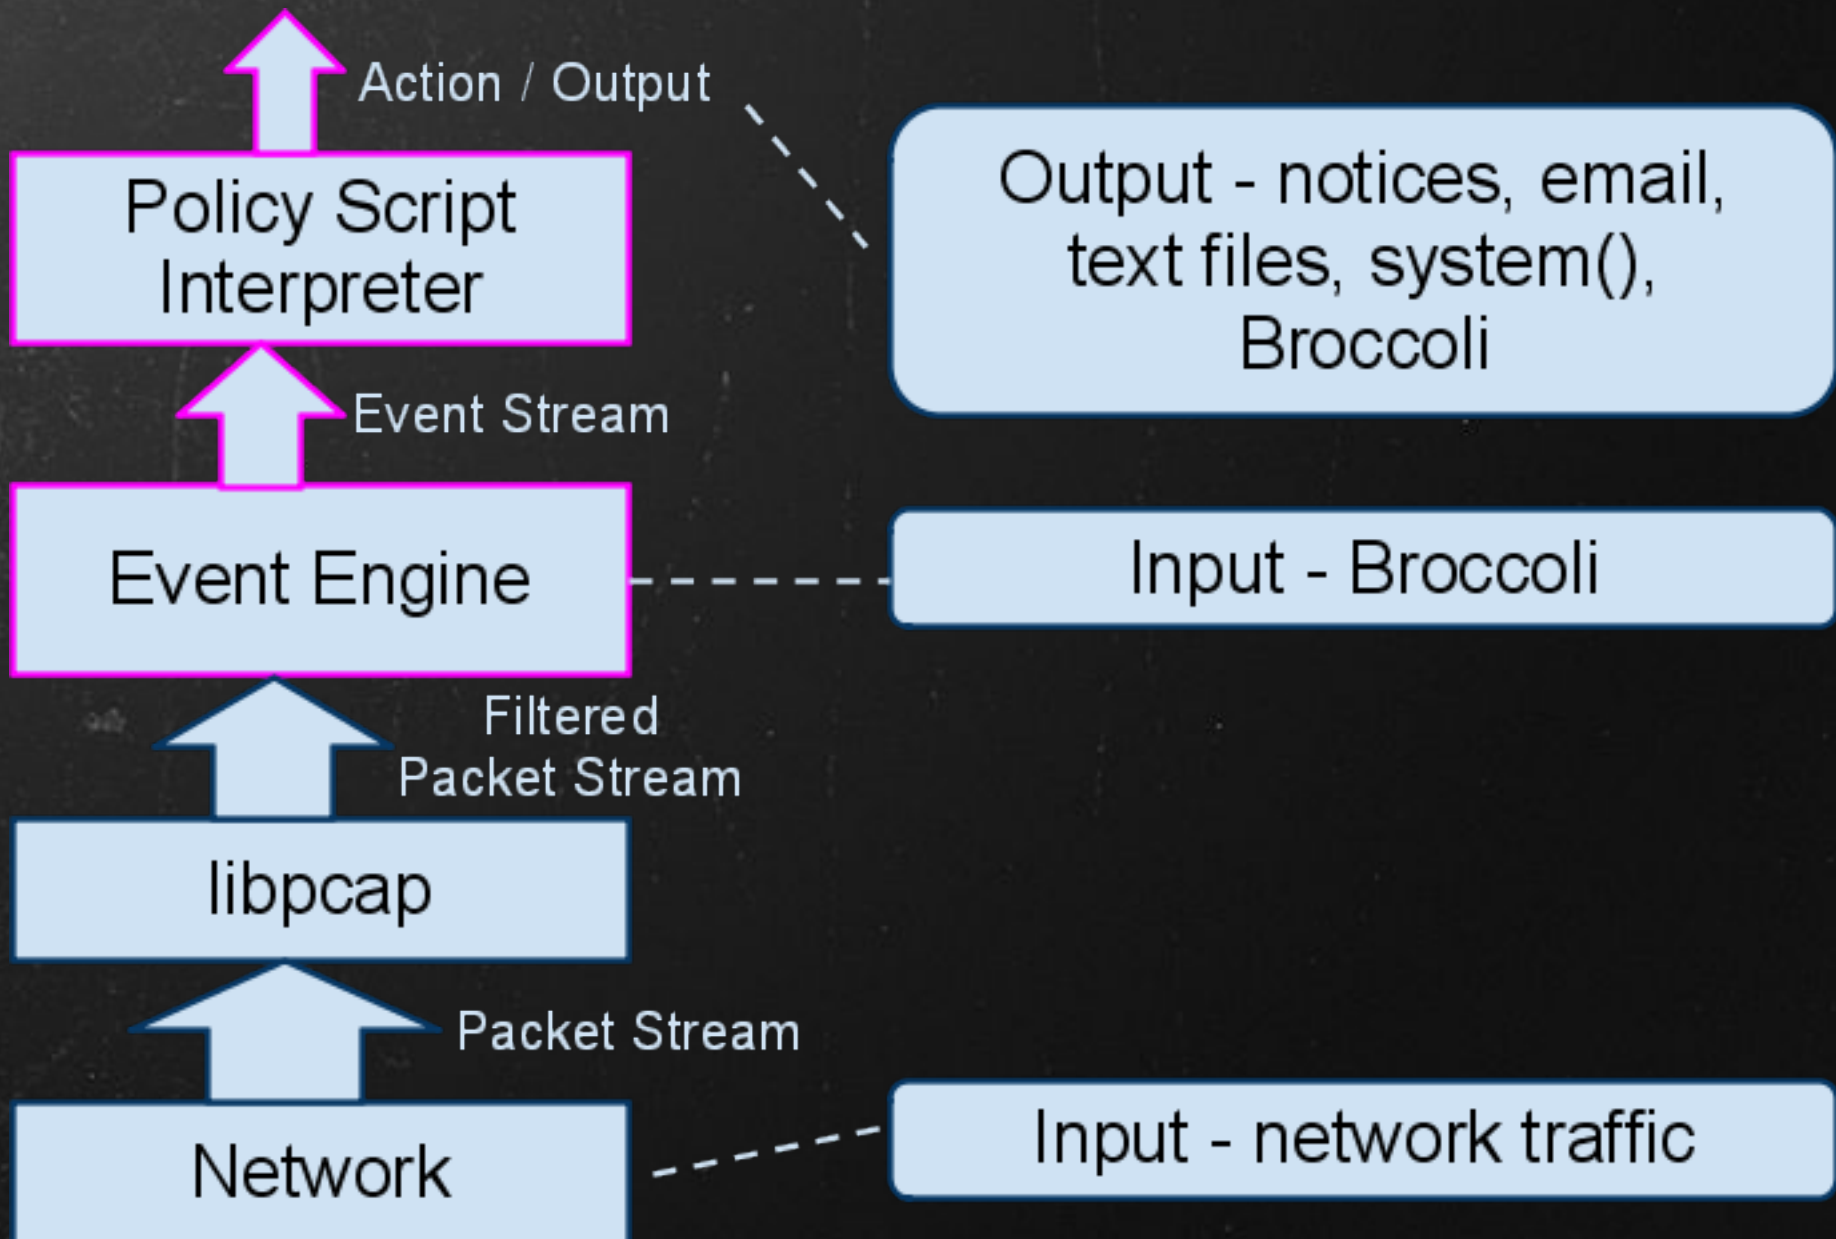 Action / Output
Policy Script
Interpreter
Output - notices, email,
text files, system(),
Broccoli
Event Stream
Event Engine
Input - Broccoli
Filtered
Packet Stream
libpcap
Packet Stream
Network
Input - network traffic